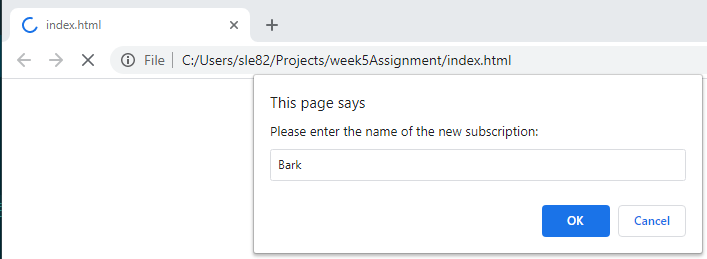 index.html
File | C:/Users/sle82/Projects/week5Assignment/index.html
This page says
Please enter the name of the new subscription:
Bark
OK Cancel